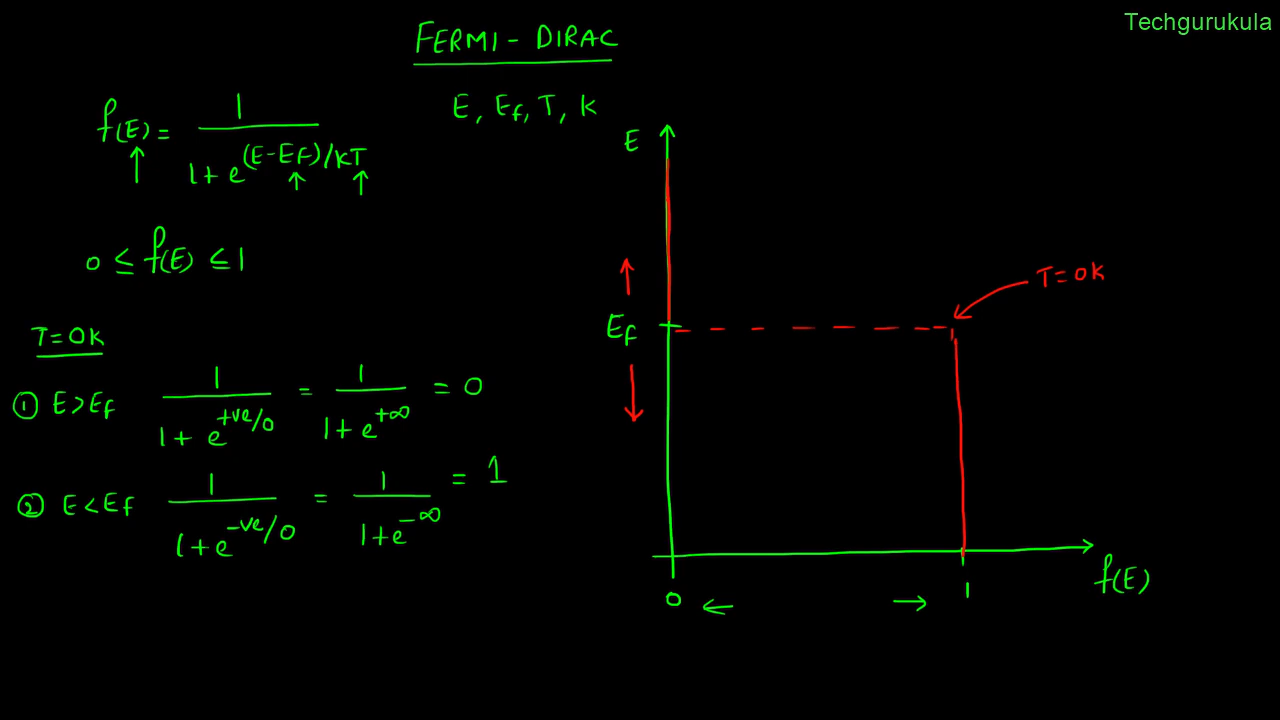 Techgurukula
FERMI - DIRAC
E, Ef, T, K
f(E) = 1 / 1 + e^(E-EF)/KT
0 ≤ f(E) ≤ 1
T=0K
① E>EF 1 / 1 + e^+ve/0 = 1 / 1 + e^+∞ = 0
② E<EF 1 / 1+e^-ve/0 = 1 / 1+e^-∞ = 1
E
T=0K
EF
0 ← → 1
f(E)